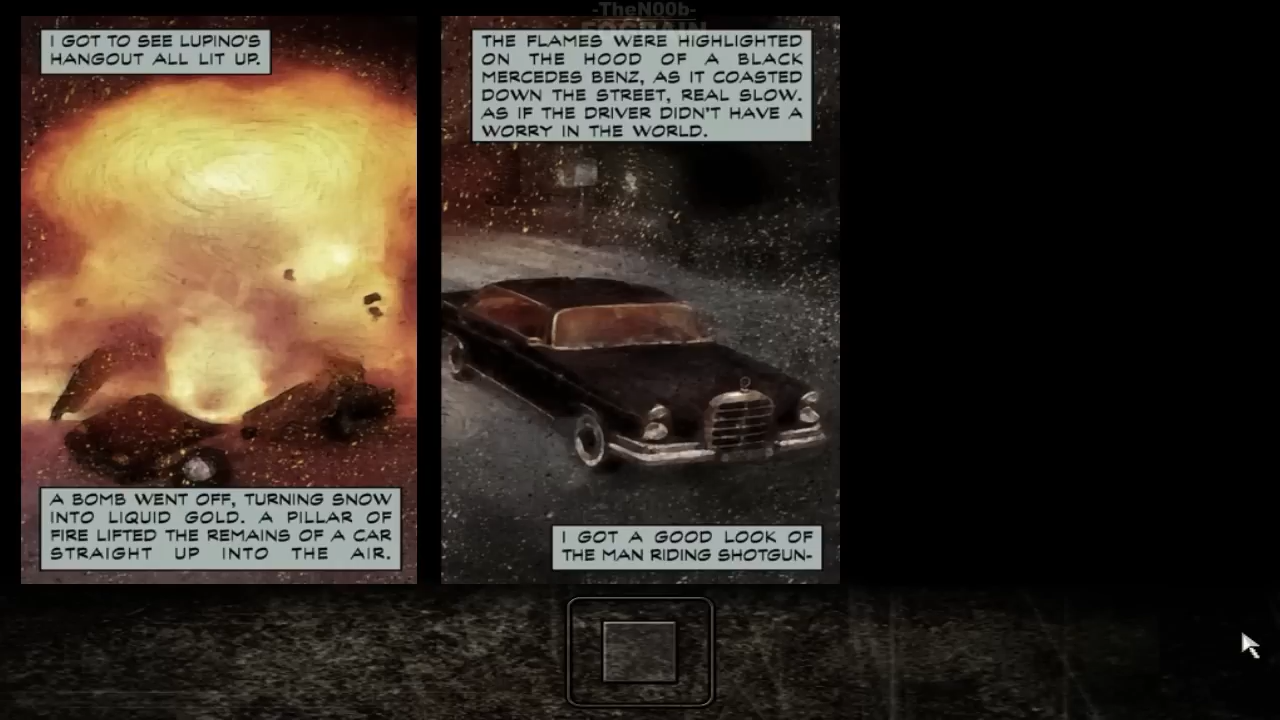 -TheN00b-
FOGRAIN
I GOT TO SEE LUPINO'S
HANGOUT ALL LIT UP.
A BOMB WENT OFF, TURNING SNOW
INTO LIQUID GOLD. A PILLAR OF
FIRE LIFTED THE REMAINS OF A CAR
STRAIGHT UP INTO THE AIR.
THE FLAMES WERE HIGHLIGHTED
ON THE HOOD OF A BLACK
MERCEDES BENZ, AS IT COASTED
DOWN THE STREET, REAL SLOW.
AS IF THE DRIVER DIDN'T HAVE A
WORRY IN THE WORLD.
I GOT A GOOD LOOK OF
THE MAN RIDING SHOTGUN-